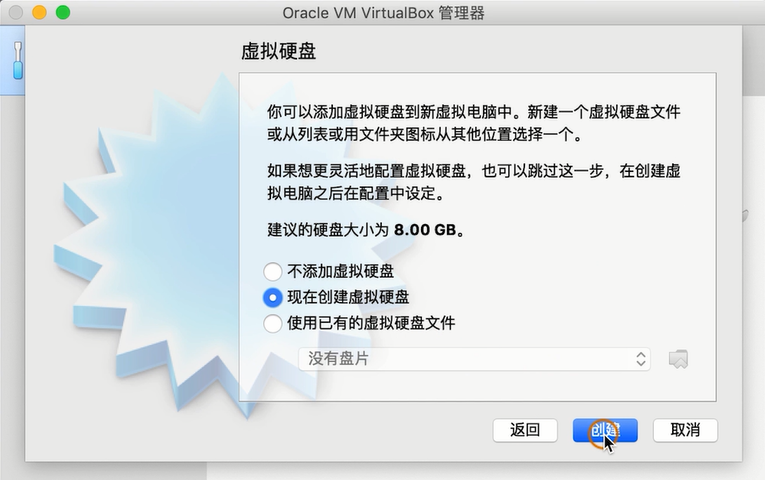 Oracle VM VirtualBox 管理器
虚拟硬盘
你可以添加虚拟硬盘到新虚拟电脑中。新建一个虚拟硬盘文件
或从列表或用文件夹图标从其他位置选择一个。
如果想更灵活地配置虚拟硬盘，也可以跳过这一步，在创建虚
拟电脑之后在配置中设定。
建议的硬盘大小为 8.00 GB。
不添加虚拟硬盘
现在创建虚拟硬盘
使用已有的虚拟硬盘文件
没有盘片
返回
创建
取消